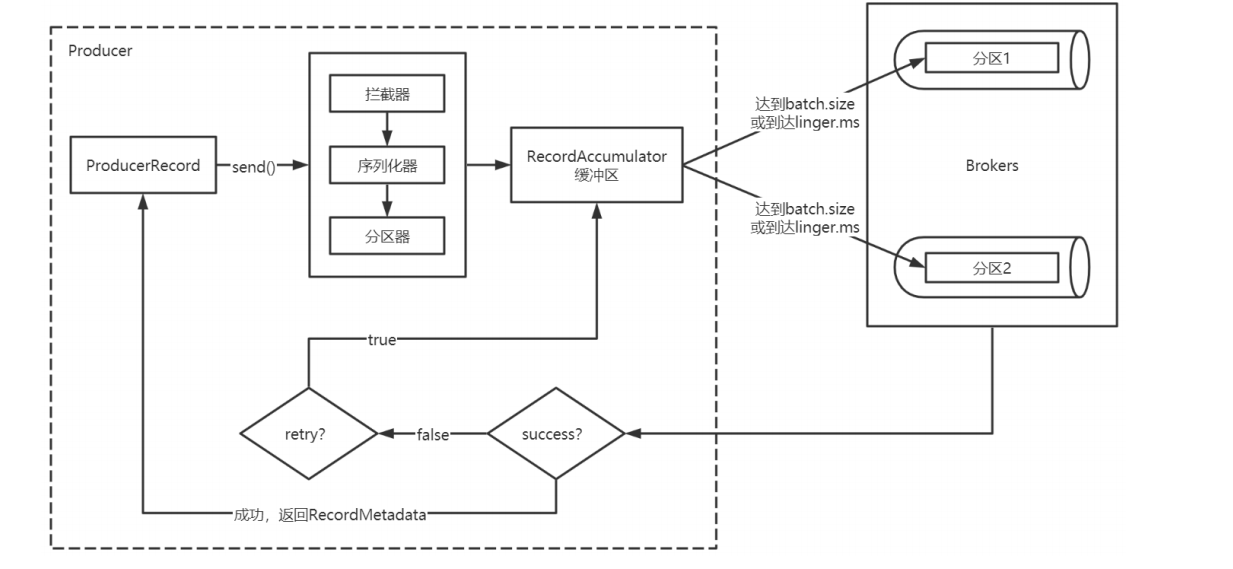 Producer
ProducerRecord
send()
拦截器
序列化器
分区器
RecordAccumulator
缓冲区
达到batch.size
或到达linger.ms
达到batch.size
或到达linger.ms
分区1
Brokers
分区2
true
retry?
false
success?
成功，返回RecordMetadata